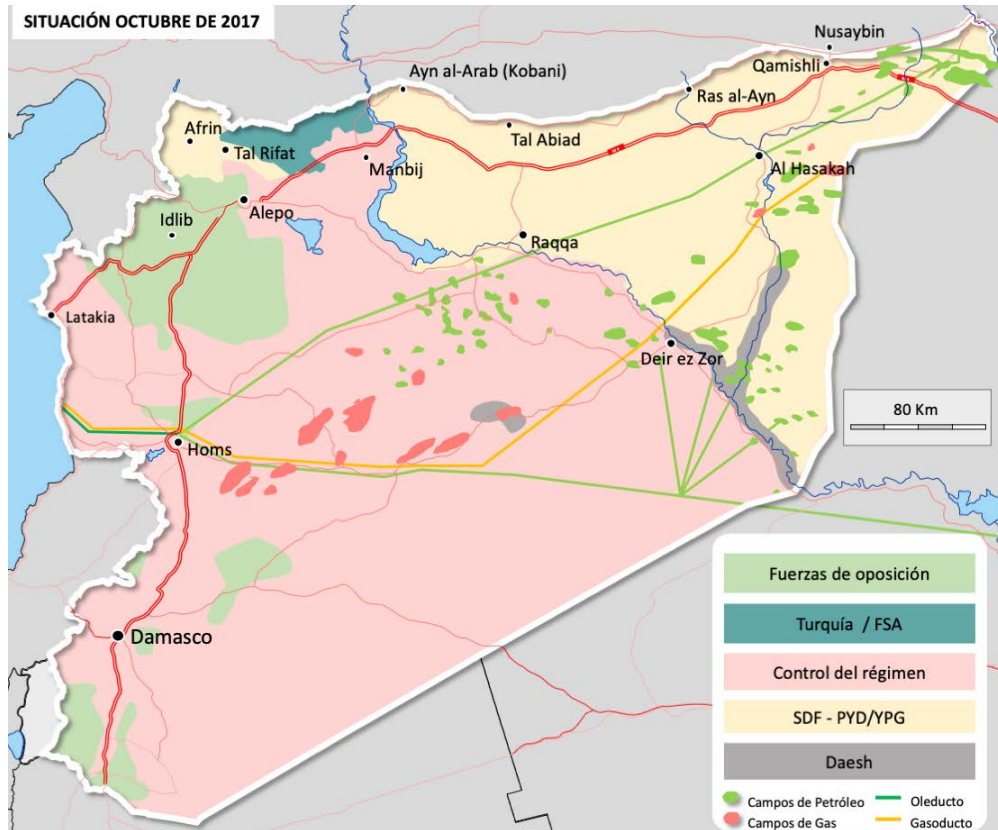 SITUACIÓN OCTUBRE DE 2017
Nusaybin
Qamishli
Ayn al-Arab (Kobani)
Ras al-Ayn
Tal Abiad
Afrin
Tal Rifat
Manbij
Al Hasakah
Alepo
Idlib
Raqqa
Latakia
Deir ez Zor
80 Km
Homs
Damasco
Fuerzas de oposición
Turquía / FSA
Control del régimen
SDF - PYD/YPG
Daesh
Campos de Petróleo
Oleducto
Campos de Gas
Gasoducto